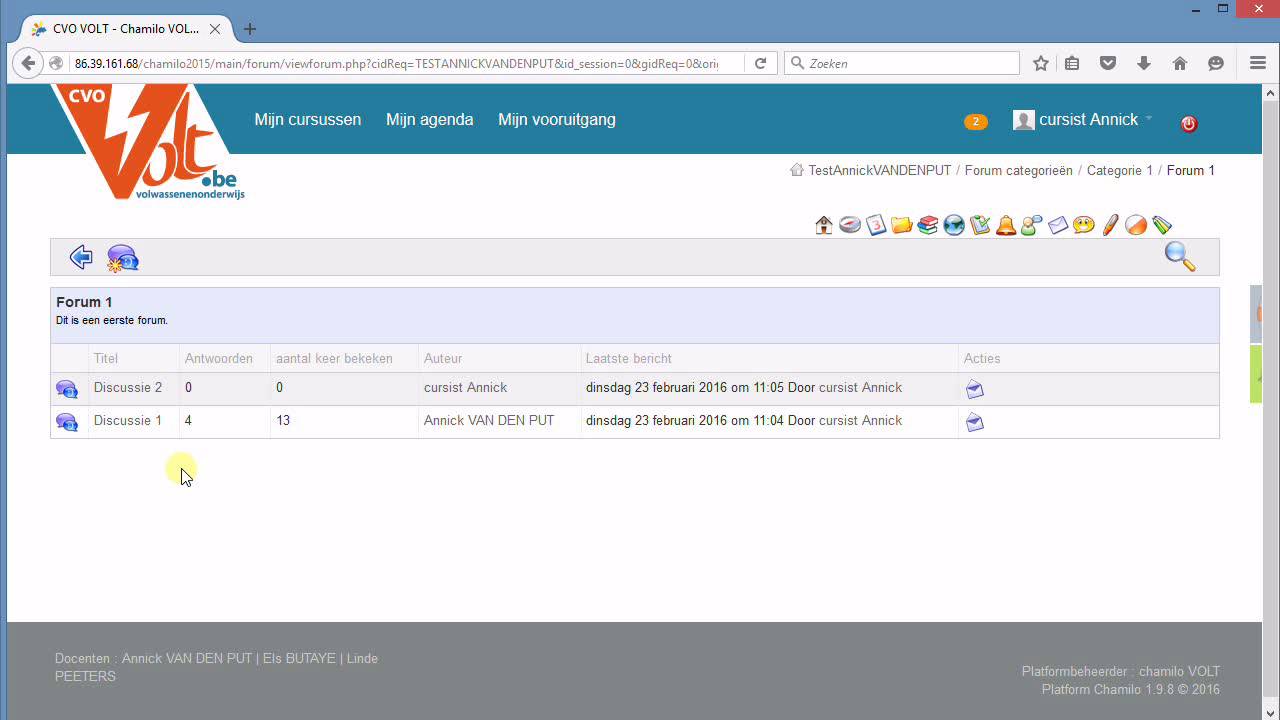 CVO VOLT - Chamilo VOL...
86.39.161.68/chamilo2015/main/forum/viewforum.php?cidReq=TESTANNICKVANDENPUT&id_session=0&gidReq=0&orig
Zoeken
CVO
Volt
.be
volwassenenonderwijs
Mijn cursussen
Mijn agenda
Mijn vooruitgang
2
cursist Annick
TestAnnickVANDENPUT / Forum categorieën / Categorie 1 / Forum 1
Forum 1
Dit is een eerste forum.
Titel Antwoorden aantal keer bekeken Auteur Laatste bericht Acties
Discussie 2 0 0 cursist Annick dinsdag 23 februari 2016 om 11:05 Door cursist Annick
Discussie 1 4 13 Annick VAN DEN PUT dinsdag 23 februari 2016 om 11:04 Door cursist Annick
Docenten : Annick VAN DEN PUT | Els BUTAYE | Linde
PEETERS
Platformbeheerder : chamilo VOLT
Platform Chamilo 1.9.8 © 2016